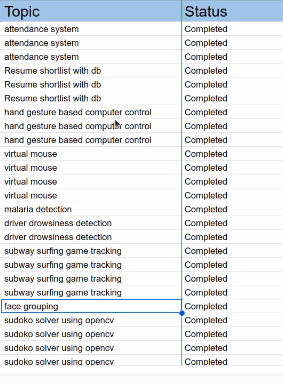 Topic Status
attendance system Completed
attendance system Completed
attendance system Completed
Resume shortlist with db Completed
Resume shortlist with db Completed
Resume shortlist with db Completed
hand gesture based computer control Completed
hand gesture based computer control Completed
hand gesture based computer control Completed
virtual mouse Completed
virtual mouse Completed
virtual mouse Completed
virtual mouse Completed
malaria detection Completed
driver drowsiness detection Completed
driver drowsiness detection Completed
subway surfing game tracking Completed
subway surfing game tracking Completed
subway surfing game tracking Completed
subway surfing game tracking Completed
face grouping Completed
sudoko solver using opencv Completed
sudoko solver using opencv Completed
sudoko solver using opencv Completed
sudoko solver using opencv Completed